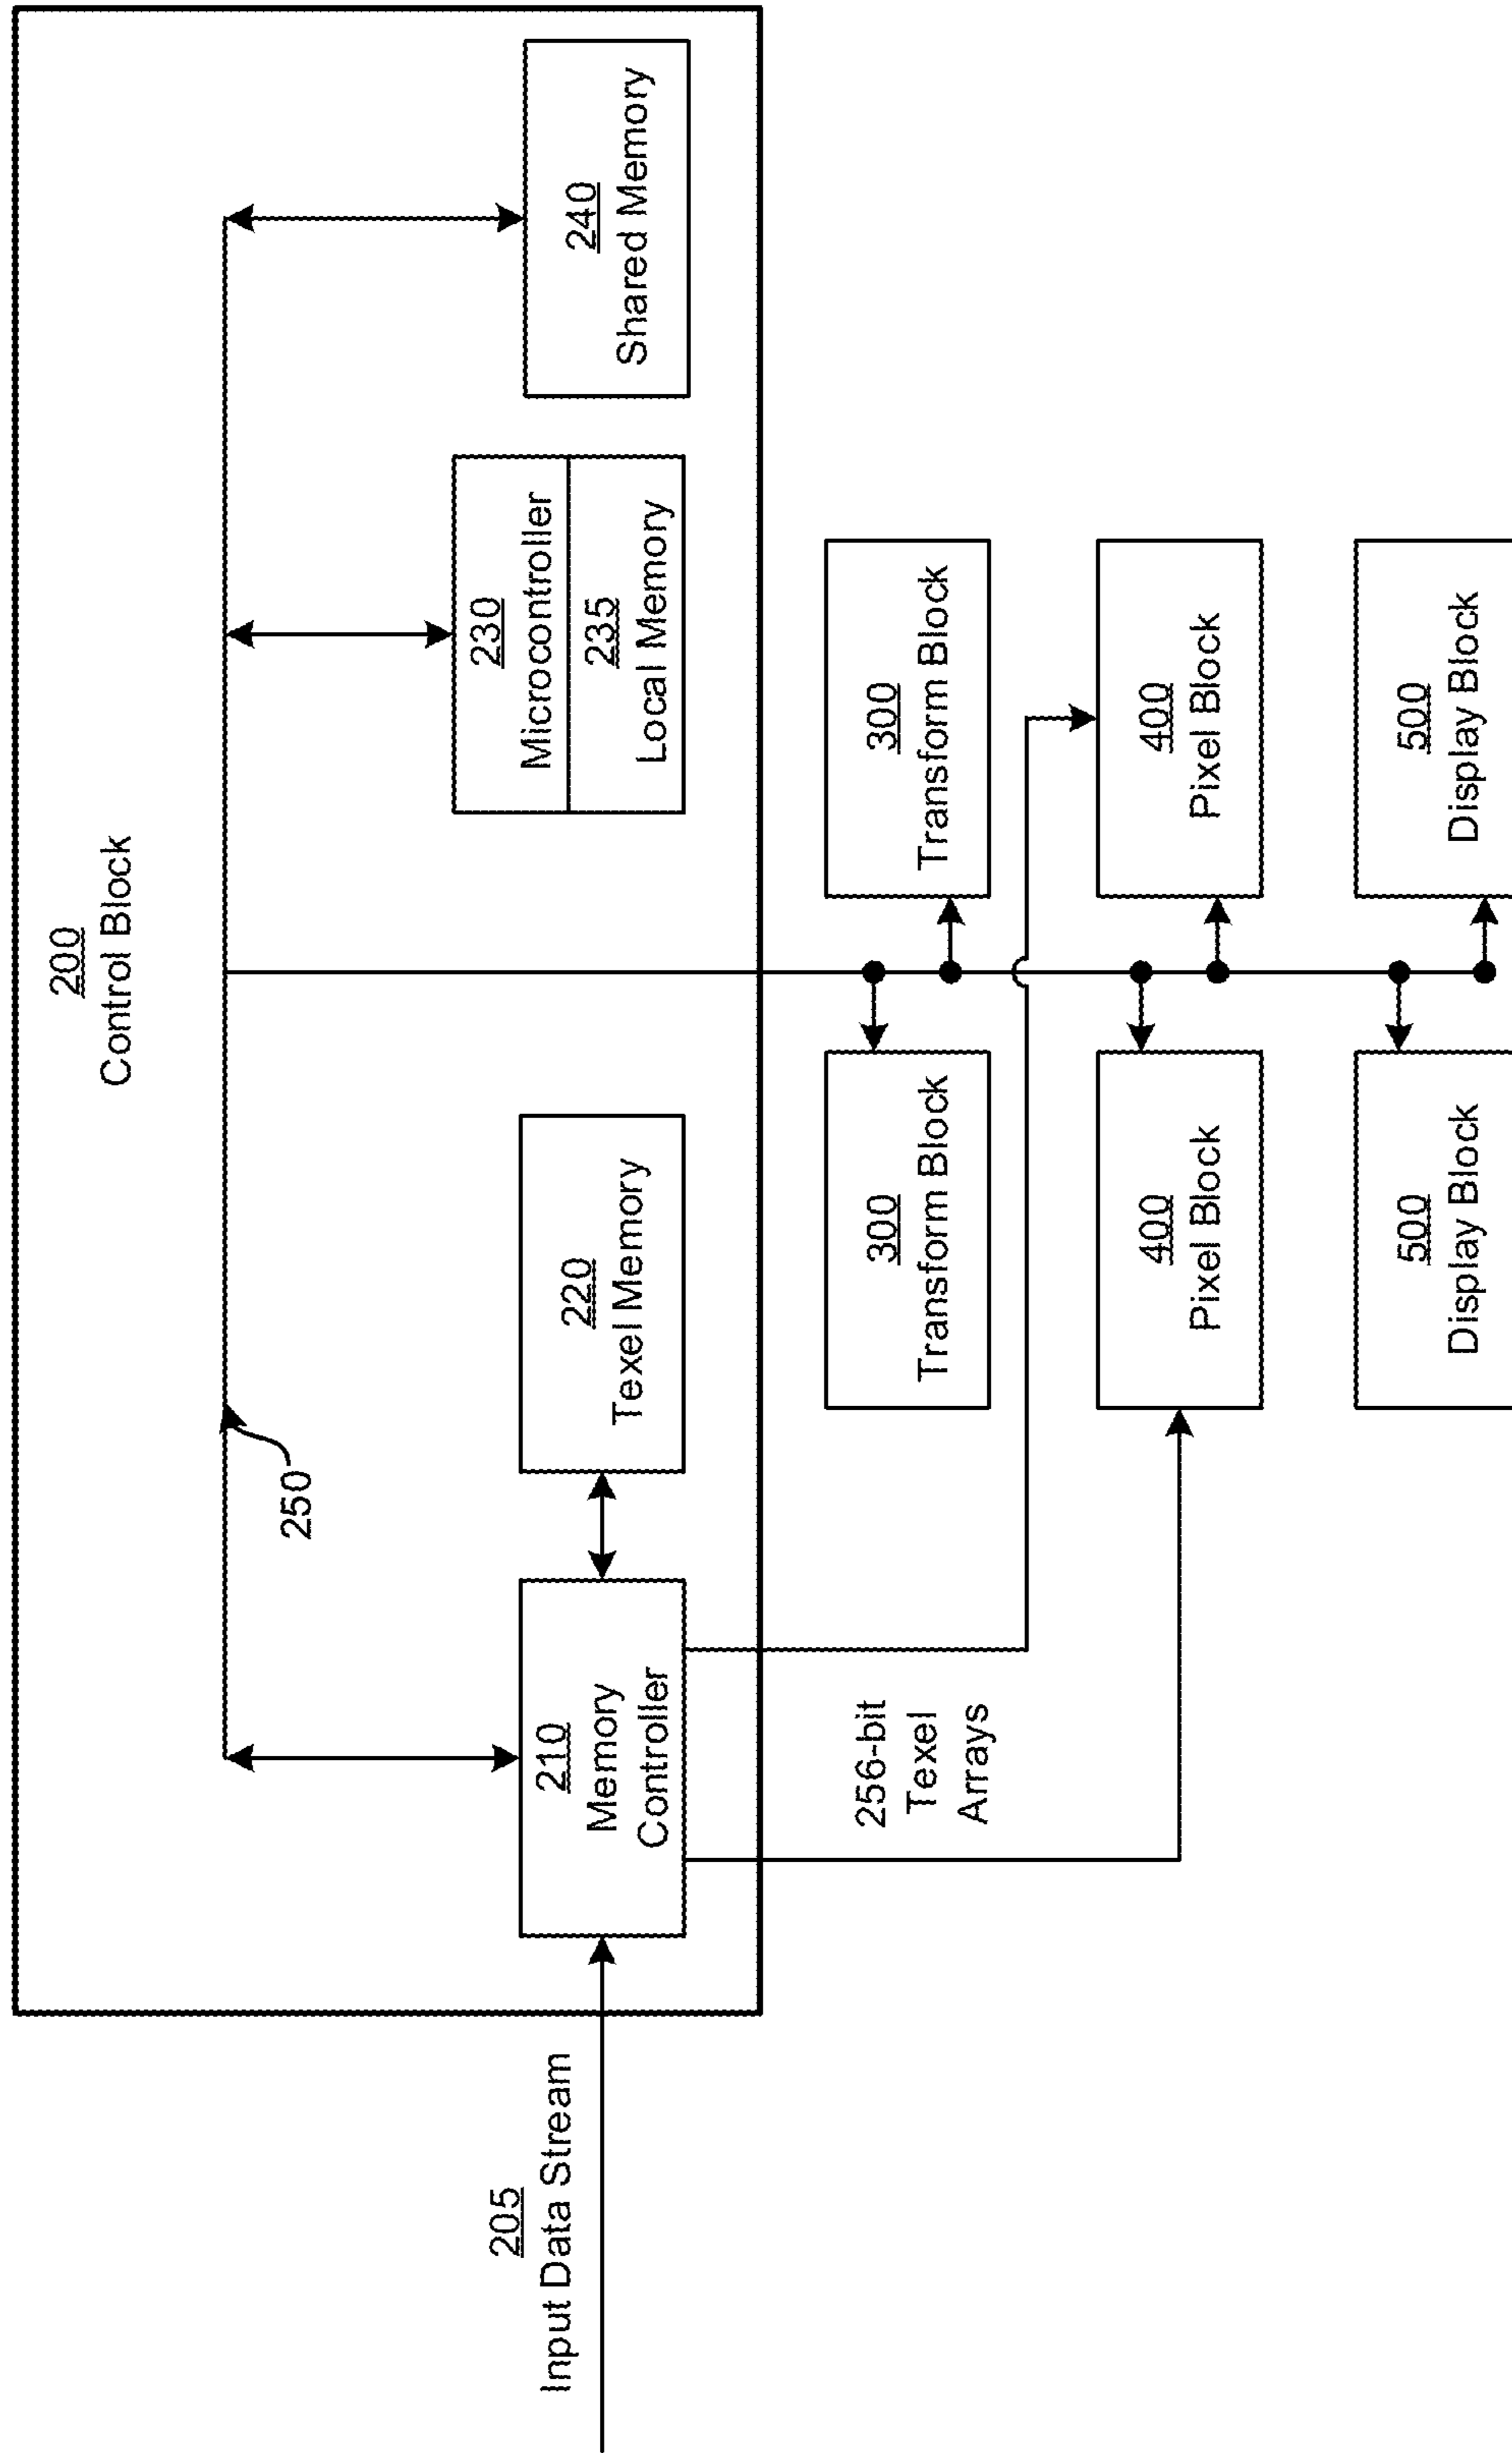 200
Control Block
250
205
Input Data Stream
210
Memory
Controller
220
Texel Memory
230
Microcontroller
235
Local Memory
240
Shared Memory
256-bit
Texel
Arrays
300
Transform Block
300
Transform Block
400
Pixel Block
400
Pixel Block
500
Display Block
500
Display Block